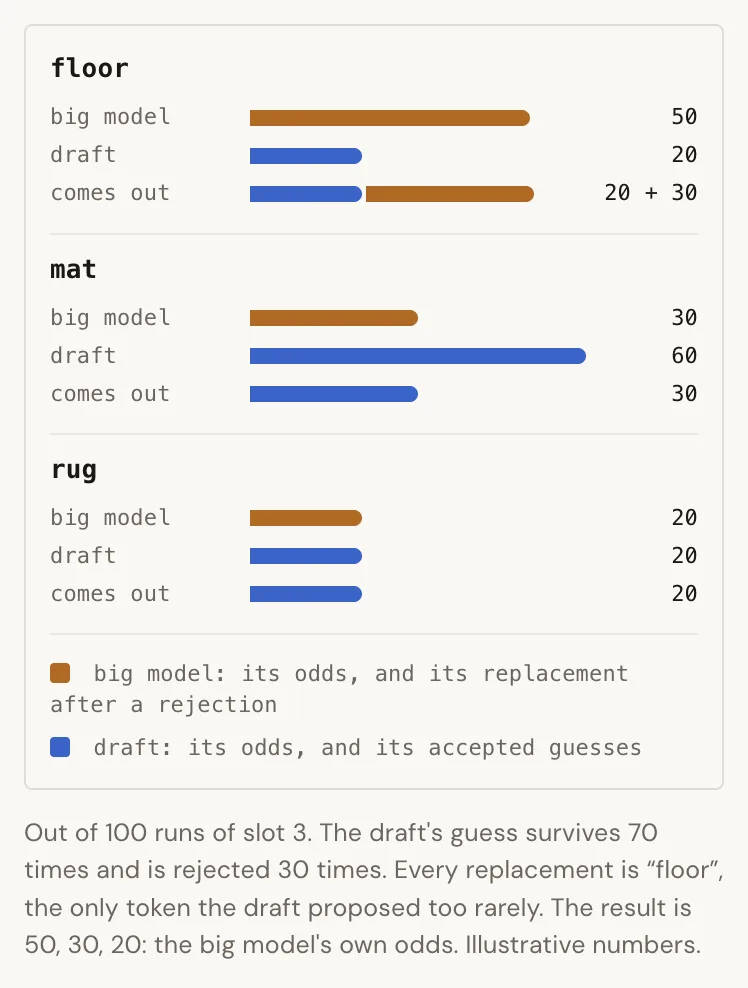 floor
big model 50
draft 20
comes out 20 + 30
mat
big model 30
draft 60
comes out 30
rug
big model 20
draft 20
comes out 20
big model: its odds, and its replacement
after a rejection
draft: its odds, and its accepted guesses
Out of 100 runs of slot 3. The draft's guess survives 70
times and is rejected 30 times. Every replacement is “floor”,
the only token the draft proposed too rarely. The result is
50, 30, 20: the big model's own odds. Illustrative numbers.